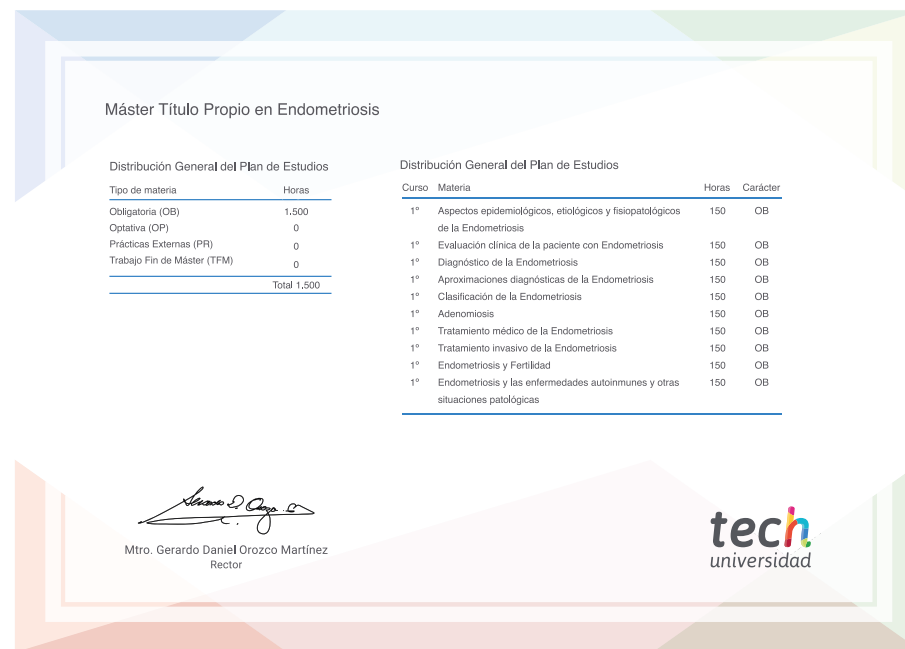 Máster Título Propio en Endometriosis
Distribución General del Plan de Estudios
Tipo de materia Horas
Obligatoria (OB) 1.500
Optativa (OP) 0
Prácticas Externas (PR) 0
Trabajo Fin de Máster (TFM) 0
Total 1.500
Distribución General del Plan de Estudios
Curso Materia Horas Carácter
1º Aspectos epidemiológicos, etiológicos y fisiopatológicos 150 OB
de la Endometriosis
1º Evaluación clínica de la paciente con Endometriosis 150 OB
1º Diagnóstico de la Endometriosis 150 OB
1º Aproximaciones diagnósticas de la Endometriosis 150 OB
1º Clasificación de la Endometriosis 150 OB
1º Adenomiosis 150 OB
1º Tratamiento médico de la Endometriosis 150 OB
1º Tratamiento invasivo de la Endometriosis 150 OB
1º Endometriosis y Fertilidad 150 OB
1º Endometriosis y las enfermedades autoinmunes y otras 150 OB
situaciones patológicas
Mtro. Gerardo Daniel Orozco Martínez
Rector
tech
universidad